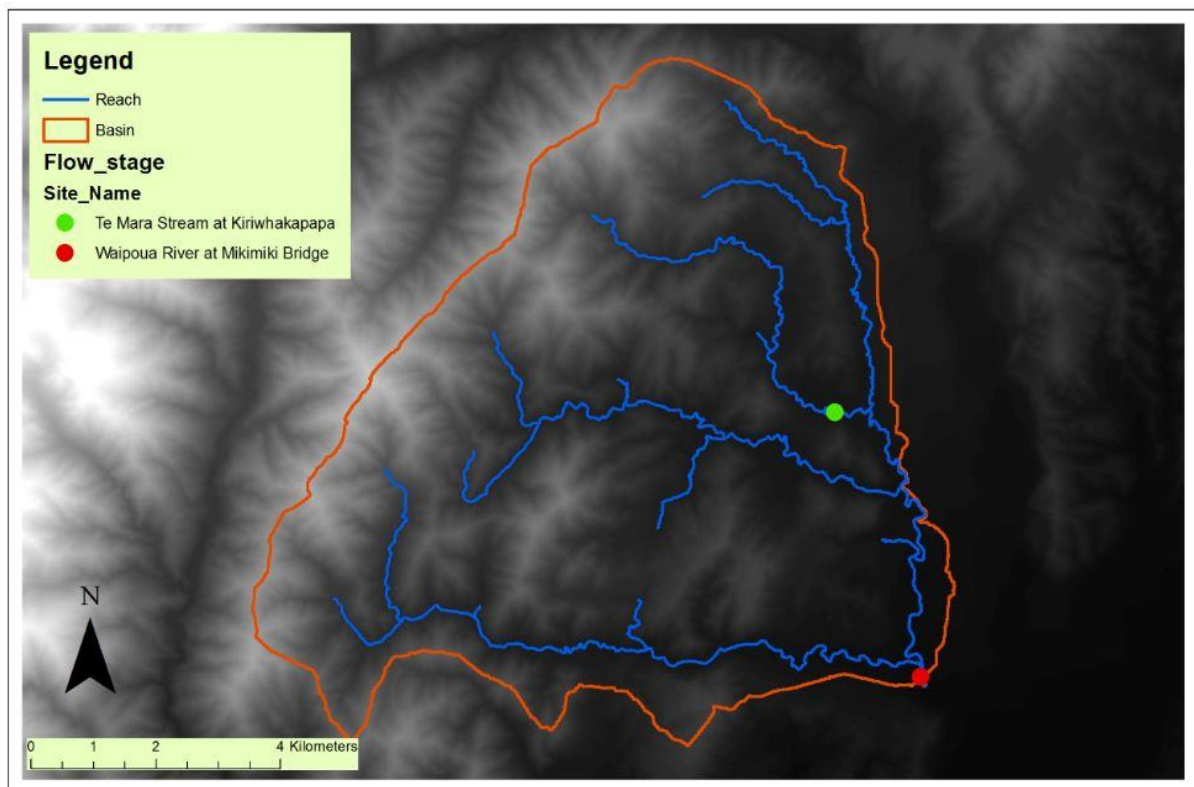 Legend
Reach
Basin
Flow_stage
Site_Name
Te Mara Stream at Kiriwhakapapa
Waipoua River at Mikimiki Bridge
N
0 1 2 4 Kilometers